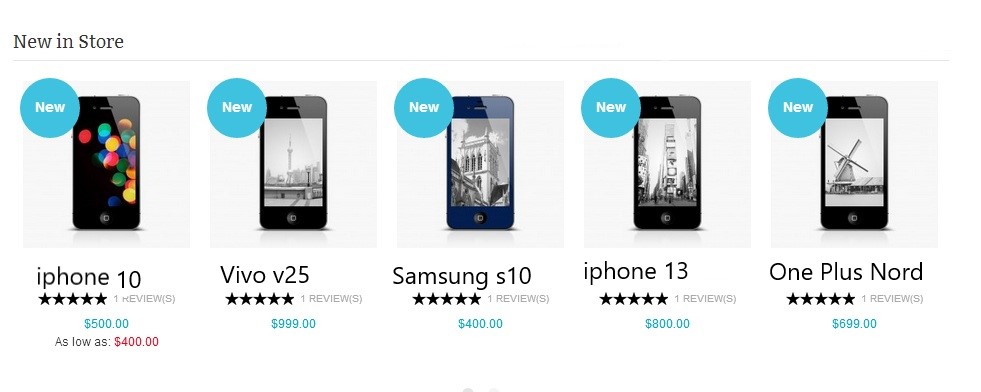 New in Store
New New New New New
iphone 10 Vivo v25 Samsung s10 iphone 13 One Plus Nord
1 REVIEW(S) 1 REVIEW(S) 1 REVIEW(S) 1 REVIEW(S) 1 REVIEW(S)
$500.00 $999.00 $400.00 $800.00 $699.00
As low as: $400.00